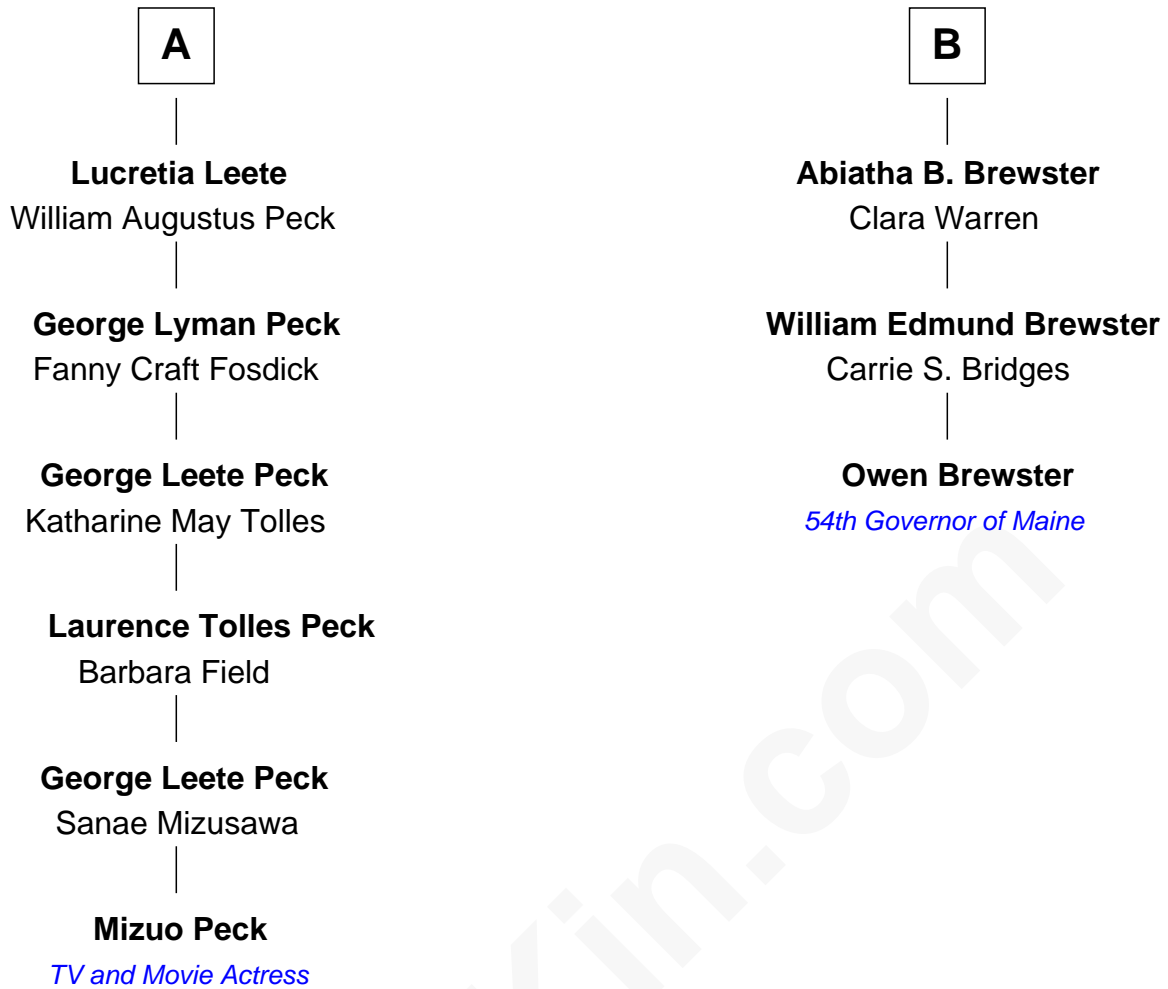 A
Lucretia Leete
William Augustus Peck
George Lyman Peck
Fanny Craft Fosdick
George Leete Peck
Katharine May Tolles
Laurence Tolles Peck
Barbara Field
George Leete Peck
Sanae Mizusawa
Mizuo Peck
TV and Movie Actress
B
Abiatha B. Brewster
Clara Warren
William Edmund Brewster
Carrie S. Bridges
Owen Brewster
54th Governor of Maine
Kin.com